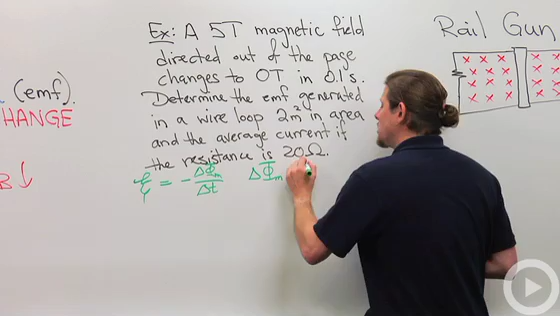 (emf).
HANGE
B ↓
Ex: A 5T magnetic field
directed out of the page
changes to 0T in 0.1's.
Determine the emf generated
in a wire loop 2m² in area
and the average current if
the resistance is 20Ω.
ℰ = - ΔΦm/Δt ΔΦm
Rail Gun
x x x x x x
x x x x x x
x x x x x x